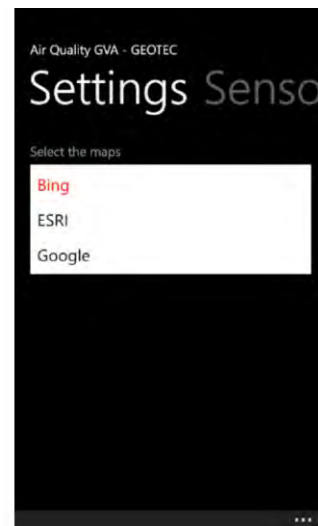 Air Quality GVA - GEOTEC
Settings Senso
Select the maps
Bing
ESRI
Google